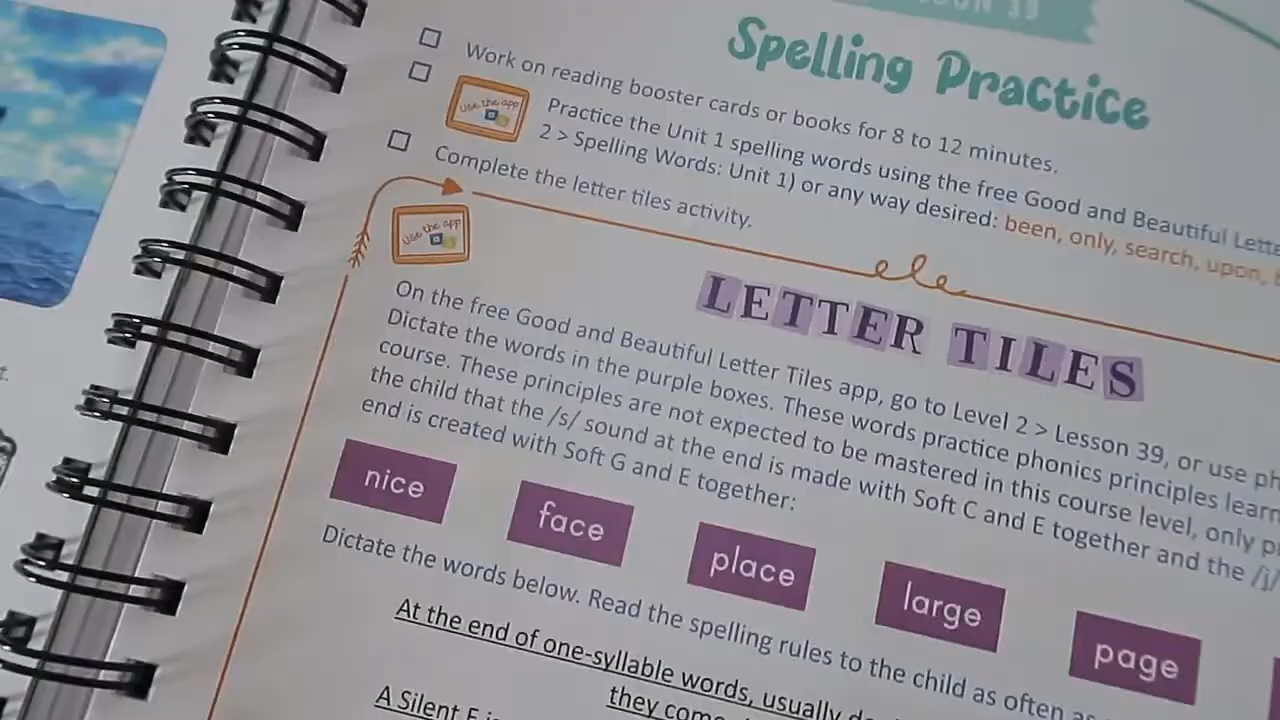 Spelling Practice
Work on reading booster cards or books for 8 to 12 minutes.
Use the app
Practice the Unit 1 spelling words using the free Good and Beautiful
2 > Spelling Words: Unit 1) or any way desired: been, only, search, upon,
Complete the letter tiles activity.
Use the app
LETTER TILES
On the free Good and Beautiful Letter Tiles app, go to Level 2 > Lesson 39, or use
Dictate the words in the purple boxes. These words practice phonics principles
course. These principles are not expected to be mastered in this course level, only
the child that the /s/ sound at the end is made with Soft C and E together and the /j/
end is created with Soft G and E together:
nice
face
place
large
page
Dictate the words below. Read the spelling rules to the child as often as
At the end of one-syllable words, usually
they
A Silent E